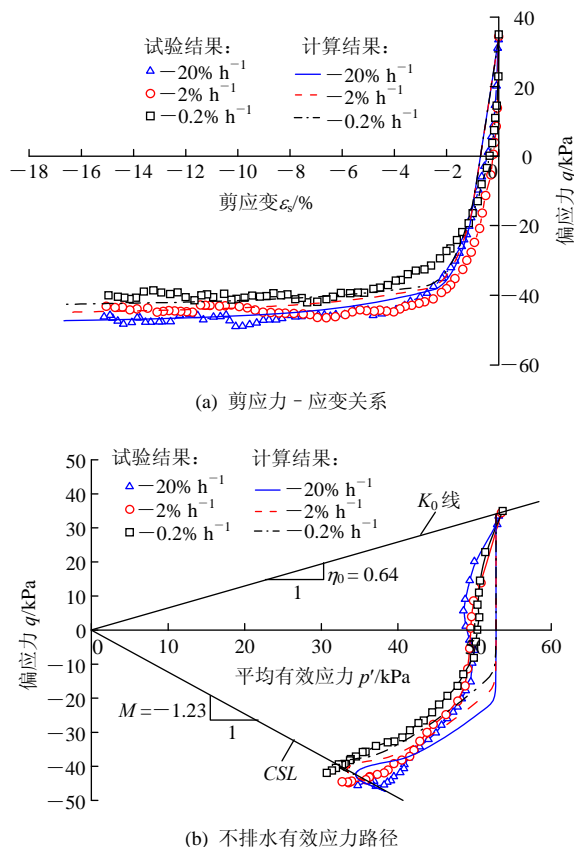 试验结果：
计算结果：
－20% h⁻¹
－20% h⁻¹
－2% h⁻¹
－2% h⁻¹
－0.2% h⁻¹
－0.2% h⁻¹
40
20
0
－20
－40
－60
偏应力 q/kPa
－18 －16 －14 －12 －10 －8 －6 －4 －2
剪应变εs/%
(a) 剪应力－应变关系
试验结果：
计算结果：
－20% h⁻¹
－20% h⁻¹
－2% h⁻¹
－2% h⁻¹
－0.2% h⁻¹
－0.2% h⁻¹
50
40
30
20
10
0
－10
－20
－30
－40
－50
偏应力 q/kPa
K₀ 线
η₀＝0.64
1
0 10 20 30 40 50 60
平均有效应力 p′/kPa
M＝－1.23
1
CSL
(b) 不排水有效应力路径